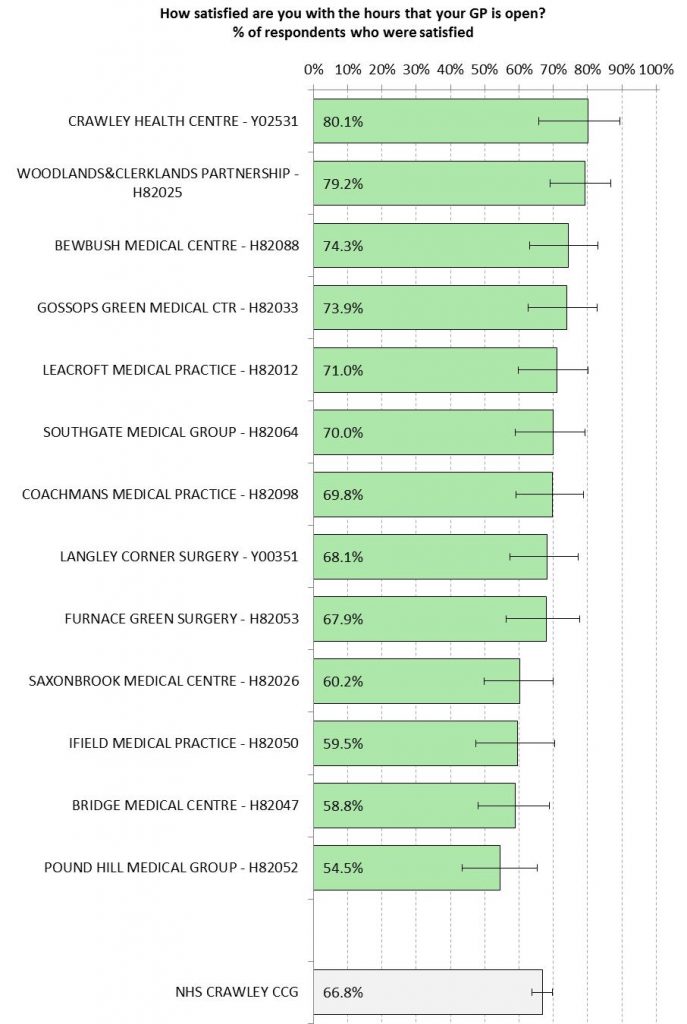 How satisfied are you with the hours that your GP is open?
% of respondents who were satisfied
0% 10% 20% 30% 40% 50% 60% 70% 80% 90% 100%
CRAWLEY HEALTH CENTRE - Y02531 80.1%
WOODLANDS&CLERKLANDS PARTNERSHIP -
H82025 79.2%
BEWBUSH MEDICAL CENTRE - H82088 74.3%
GOSSOPS GREEN MEDICAL CTR - H82033 73.9%
LEACROFT MEDICAL PRACTICE - H82012 71.0%
SOUTHGATE MEDICAL GROUP - H82064 70.0%
COACHMANS MEDICAL PRACTICE - H82098 69.8%
LANGLEY CORNER SURGERY - Y00351 68.1%
FURNACE GREEN SURGERY - H82053 67.9%
SAXONBROOK MEDICAL CENTRE - H82026 60.2%
IFIELD MEDICAL PRACTICE - H82050 59.5%
BRIDGE MEDICAL CENTRE - H82047 58.8%
POUND HILL MEDICAL GROUP - H82052 54.5%
NHS CRAWLEY CCG 66.8%